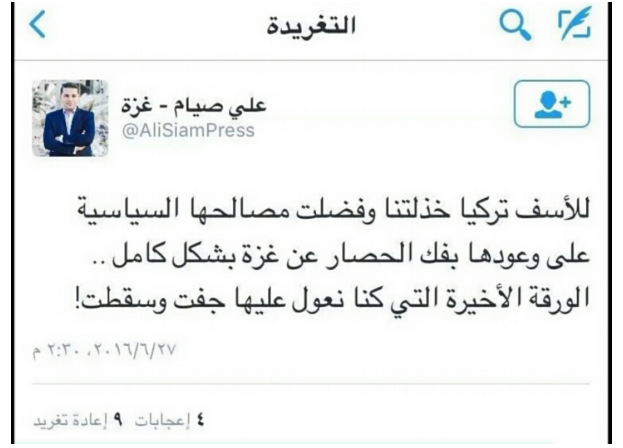 التغريدة
علي صيام - غزة
@AliSiamPress
للأسف تركيا خذلتنا وفضلت مصالحها السياسية
على وعودها بفك الحصار عن غزة بشكل كامل ..
الورقة الأخيرة التي كنا نعول عليها جفت وسقطت!
٢٠١٦/٦/٢٧، ٢:٣٠ م
٤ إعجابات ٩ إعادة تغريد